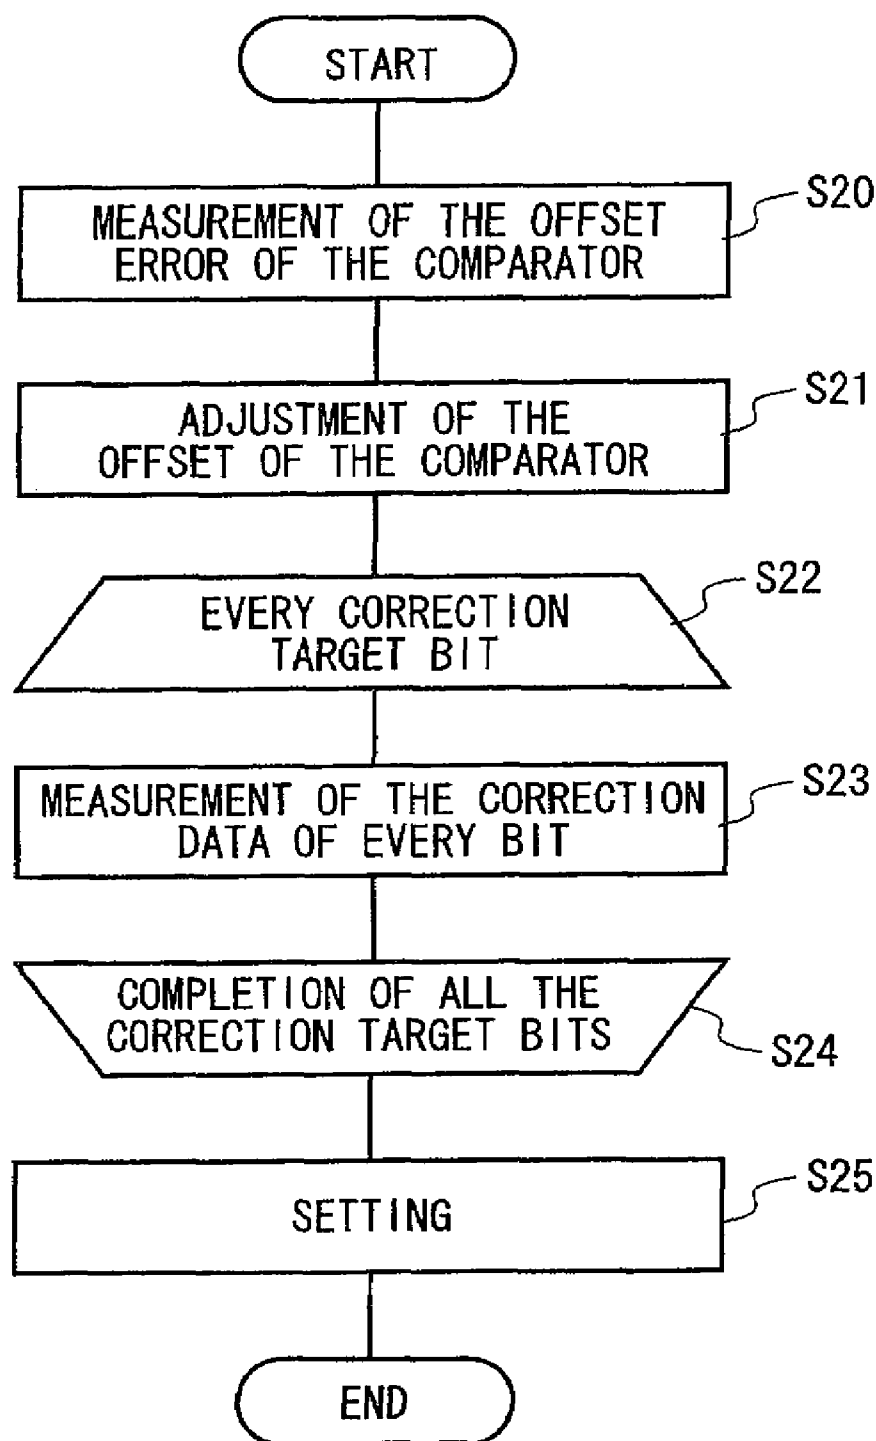 START
S20
MEASUREMENT OF THE OFFSET
ERROR OF THE COMPARATOR
S21
ADJUSTMENT OF THE
OFFSET OF THE COMPARATOR
S22
EVERY CORRECTION
TARGET BIT
S23
MEASUREMENT OF THE CORRECTION
DATA OF EVERY BIT
COMPLETION OF ALL THE
CORRECTION TARGET BITS
S24
S25
SETTING
END